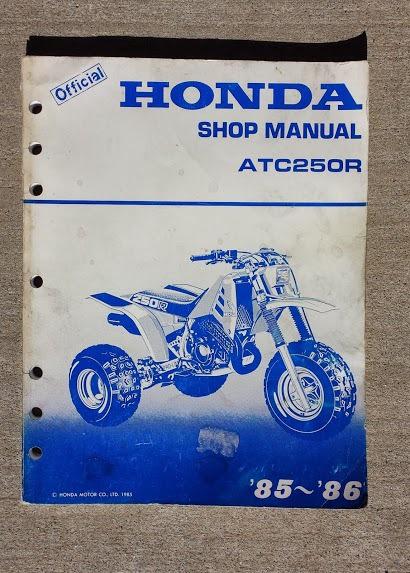 Official
HONDA
SHOP MANUAL
ATC250R
250R
© HONDA MOTOR CO., LTD. 1985
'85~'86